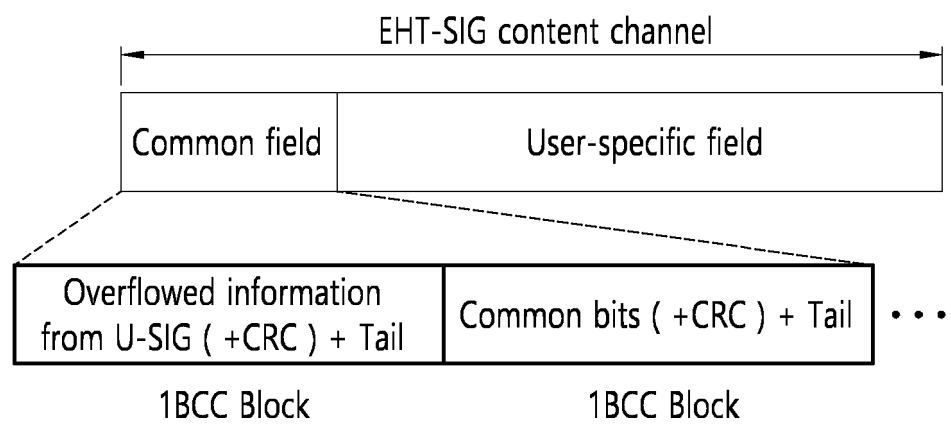 EHT-SIG content channel
Common field
User-specific field
Overflowed information
from U-SIG ( +CRC ) + Tail
Common bits ( +CRC ) + Tail
1BCC Block
1BCC Block